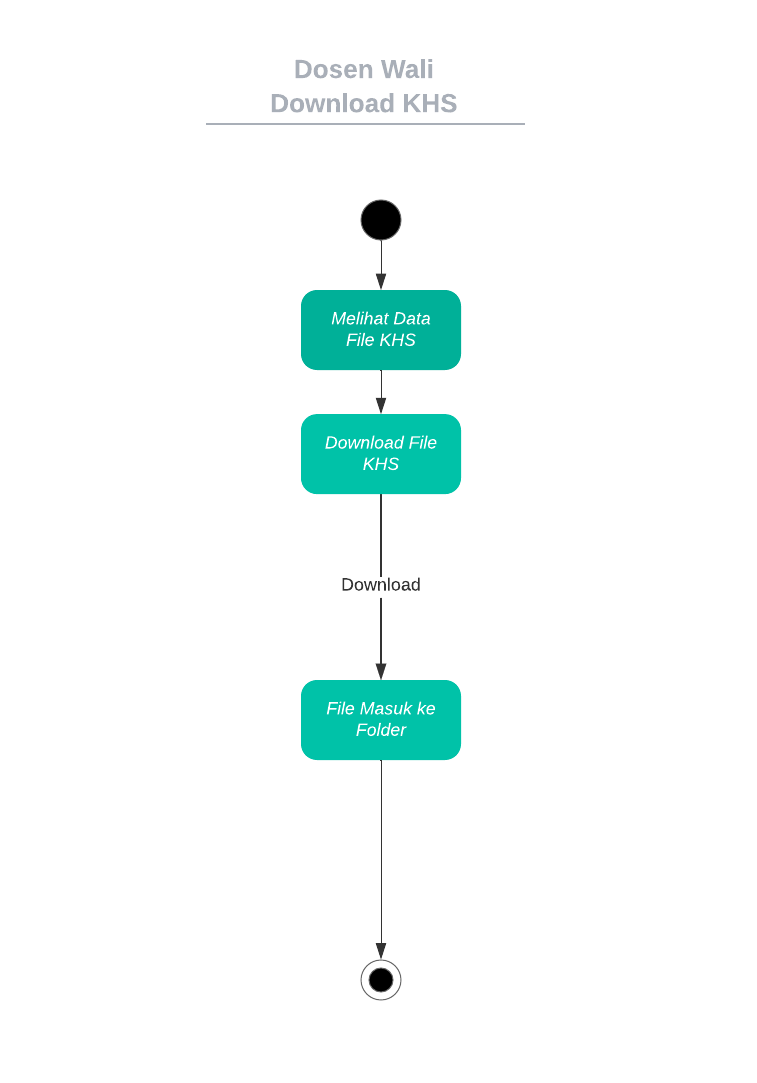 Dosen Wali
Download KHS
Melihat Data
File KHS
Download File
KHS
Download
File Masuk ke
Folder